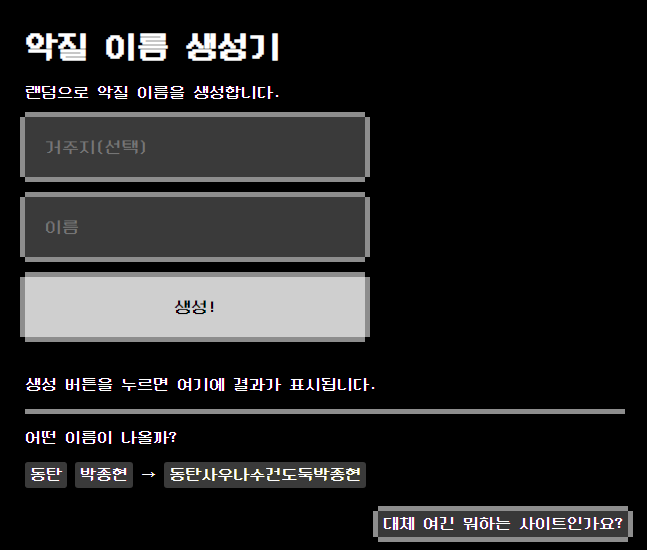 악질 이름 생성기
랜덤으로 악질 이름을 생성합니다.
거주지(선택)
이름
생성!
생성 버튼을 누르면 여기에 결과가 표시됩니다.
어떤 이름이 나올까?
동탄 박종현 → 동탄사우나수건도둑박종현
대체 여긴 뭐하는 사이트인가요?